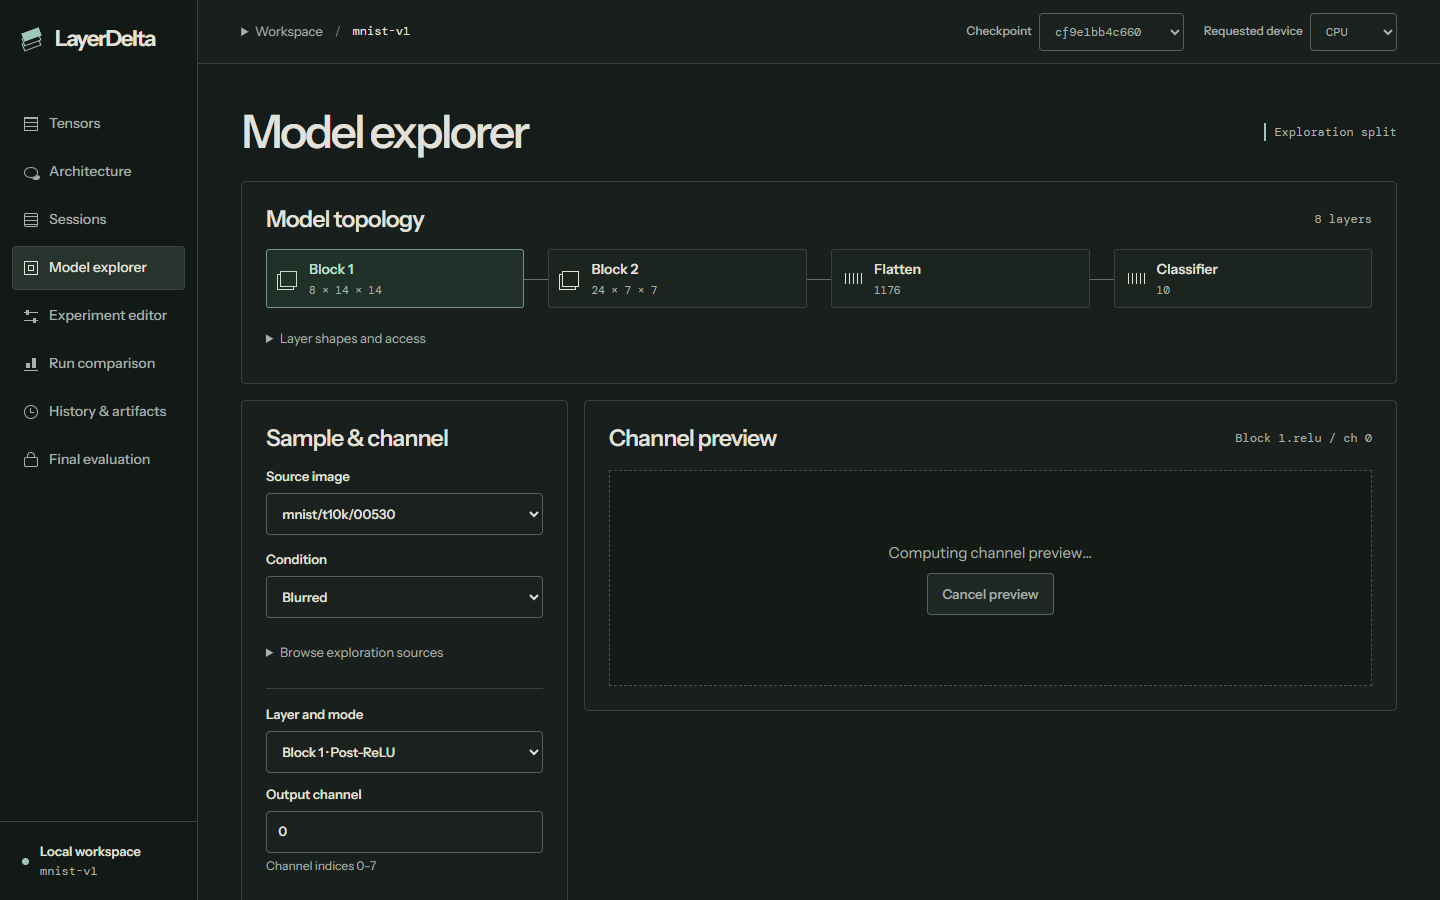 LayerDelta
Tensors
Architecture
Sessions
Model explorer
Experiment editor
Run comparison
History & artifacts
Final evaluation
Local workspace
mnist-v1
Workspace / mnist-v1
Checkpoint cf9e1bb4c660 Requested device CPU
Model explorer
Exploration split
Model topology
8 layers
Block 1
8 × 14 × 14
Block 2
24 × 7 × 7
Flatten
1176
Classifier
10
Layer shapes and access
Sample & channel
Source image
mnist/t10k/00530
Condition
Blurred
Browse exploration sources
Layer and mode
Block 1 · Post-ReLU
Output channel
0
Channel indices 0–7
Channel preview
Block 1.relu / ch 0
Computing channel preview...
Cancel preview